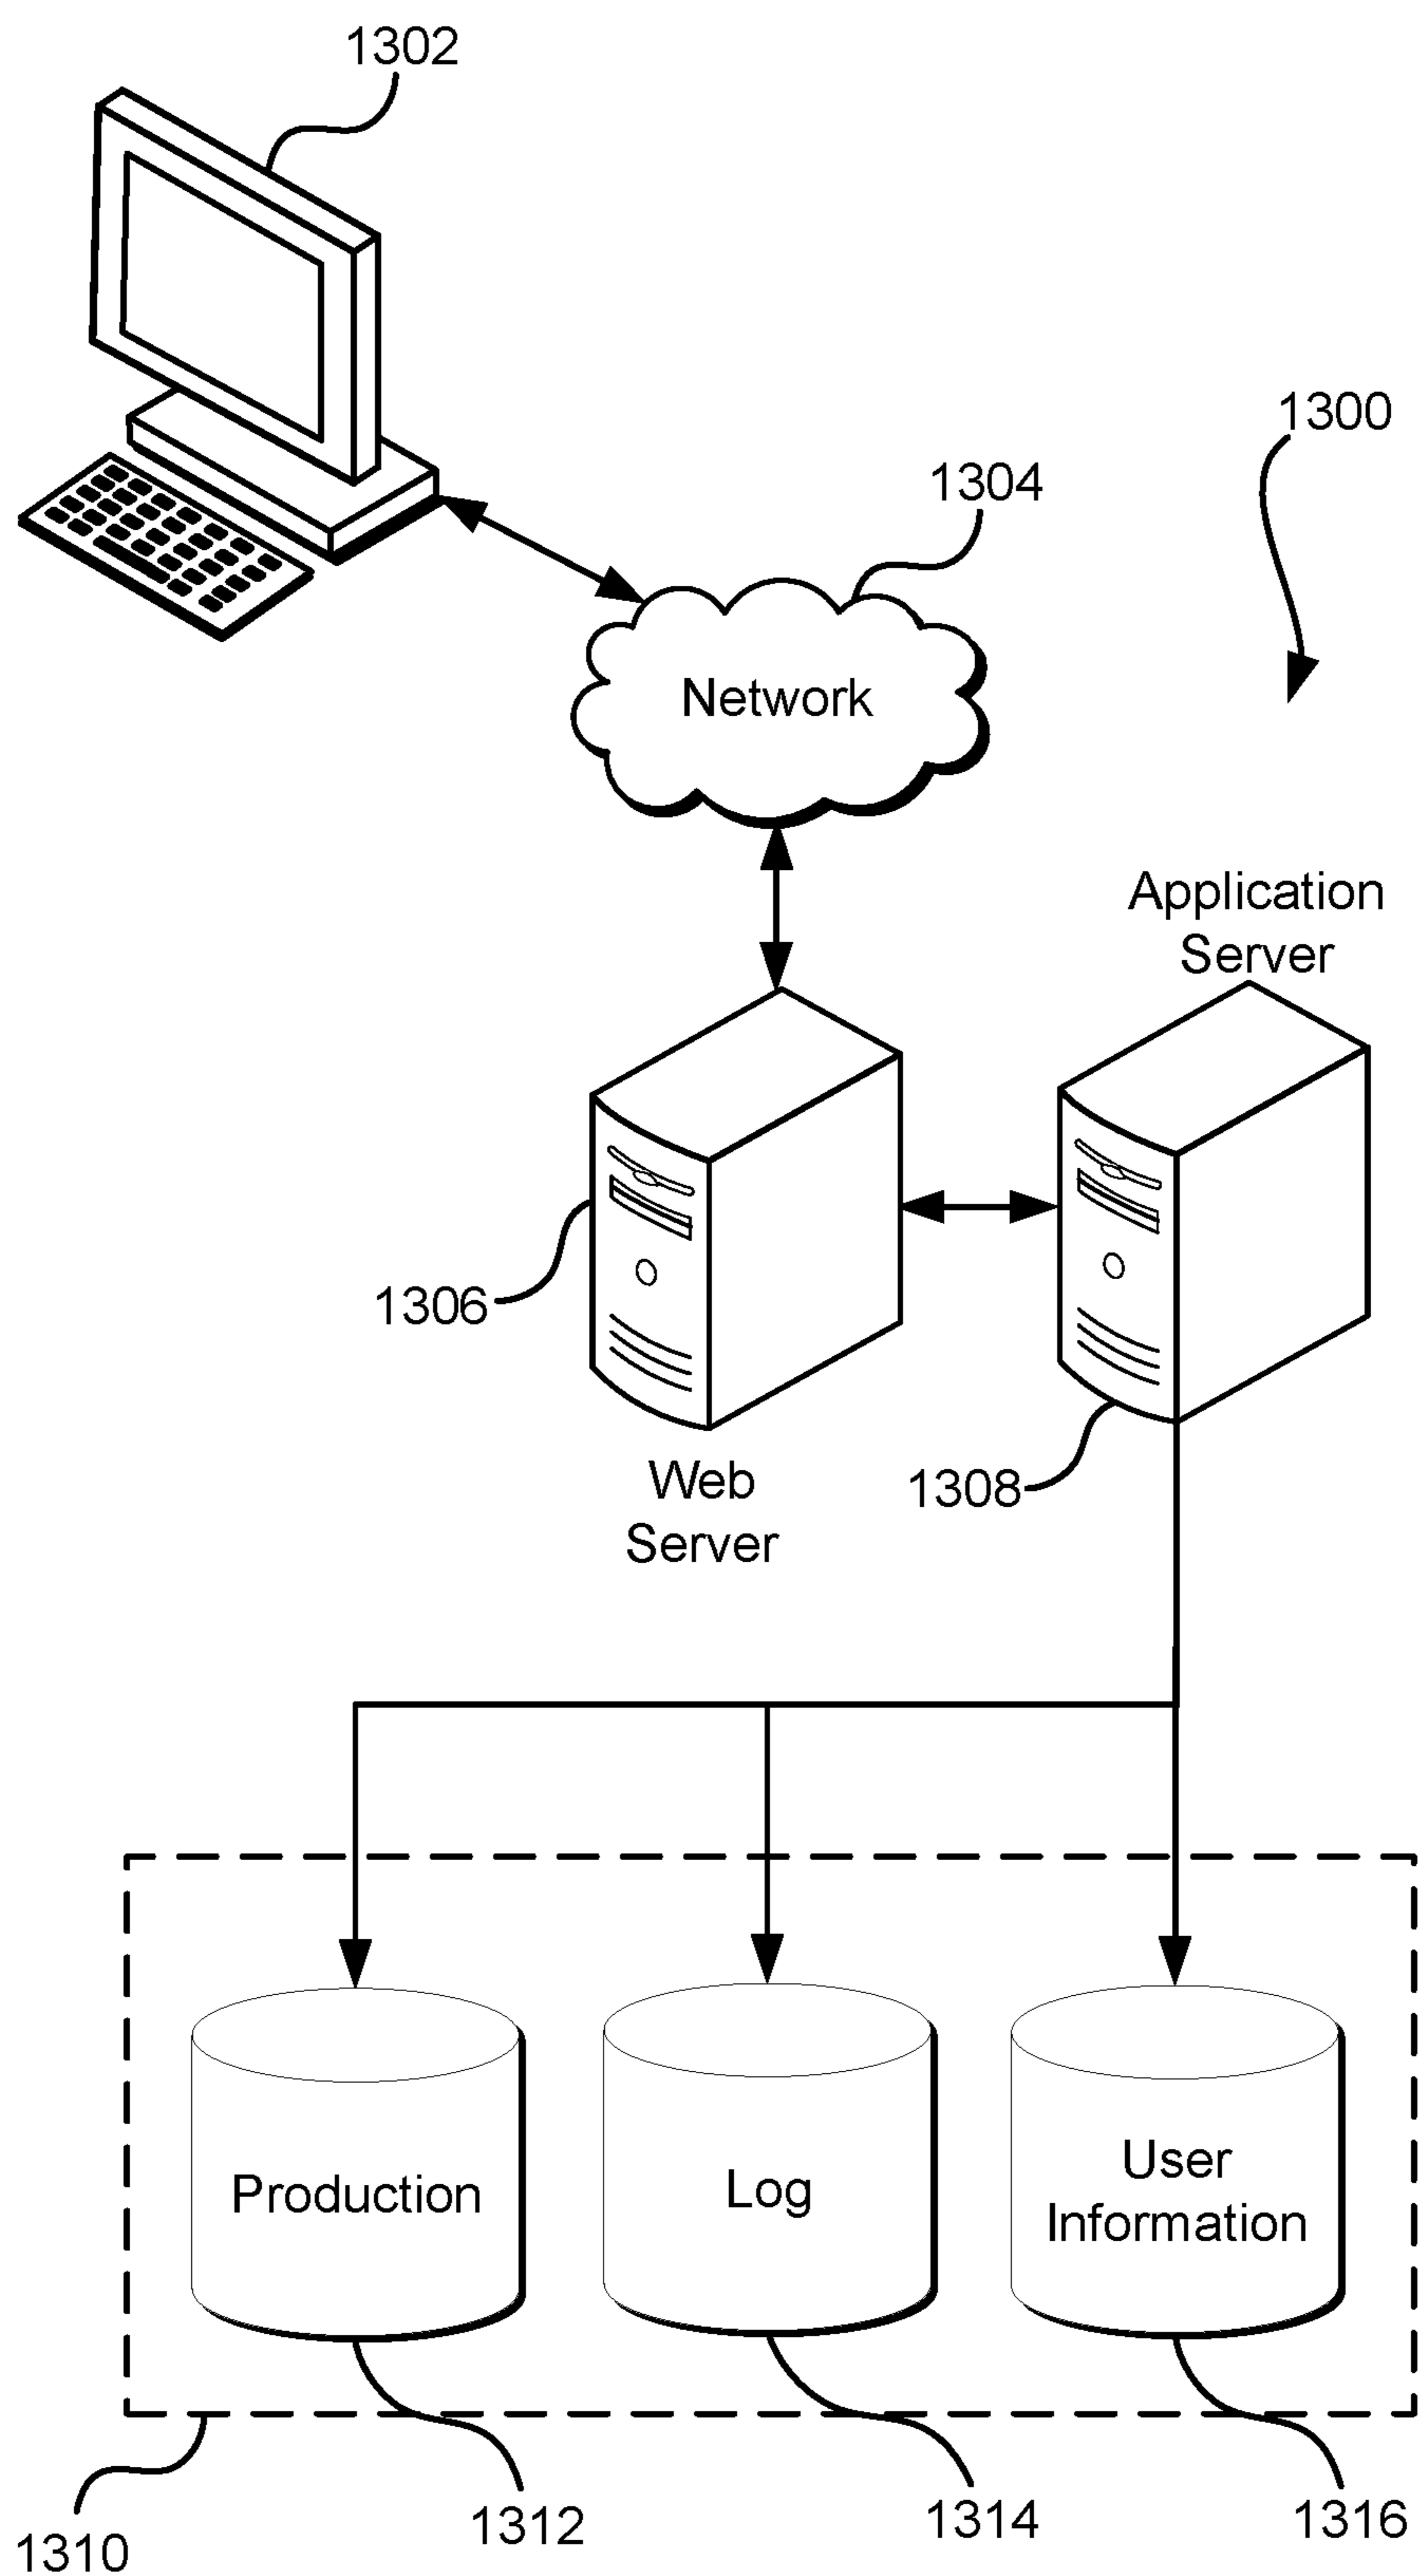 1302
1300
1304
Network
Application
Server
1306
Web
Server
1308
Production
Log
User
Information
1310
1312
1314
1316